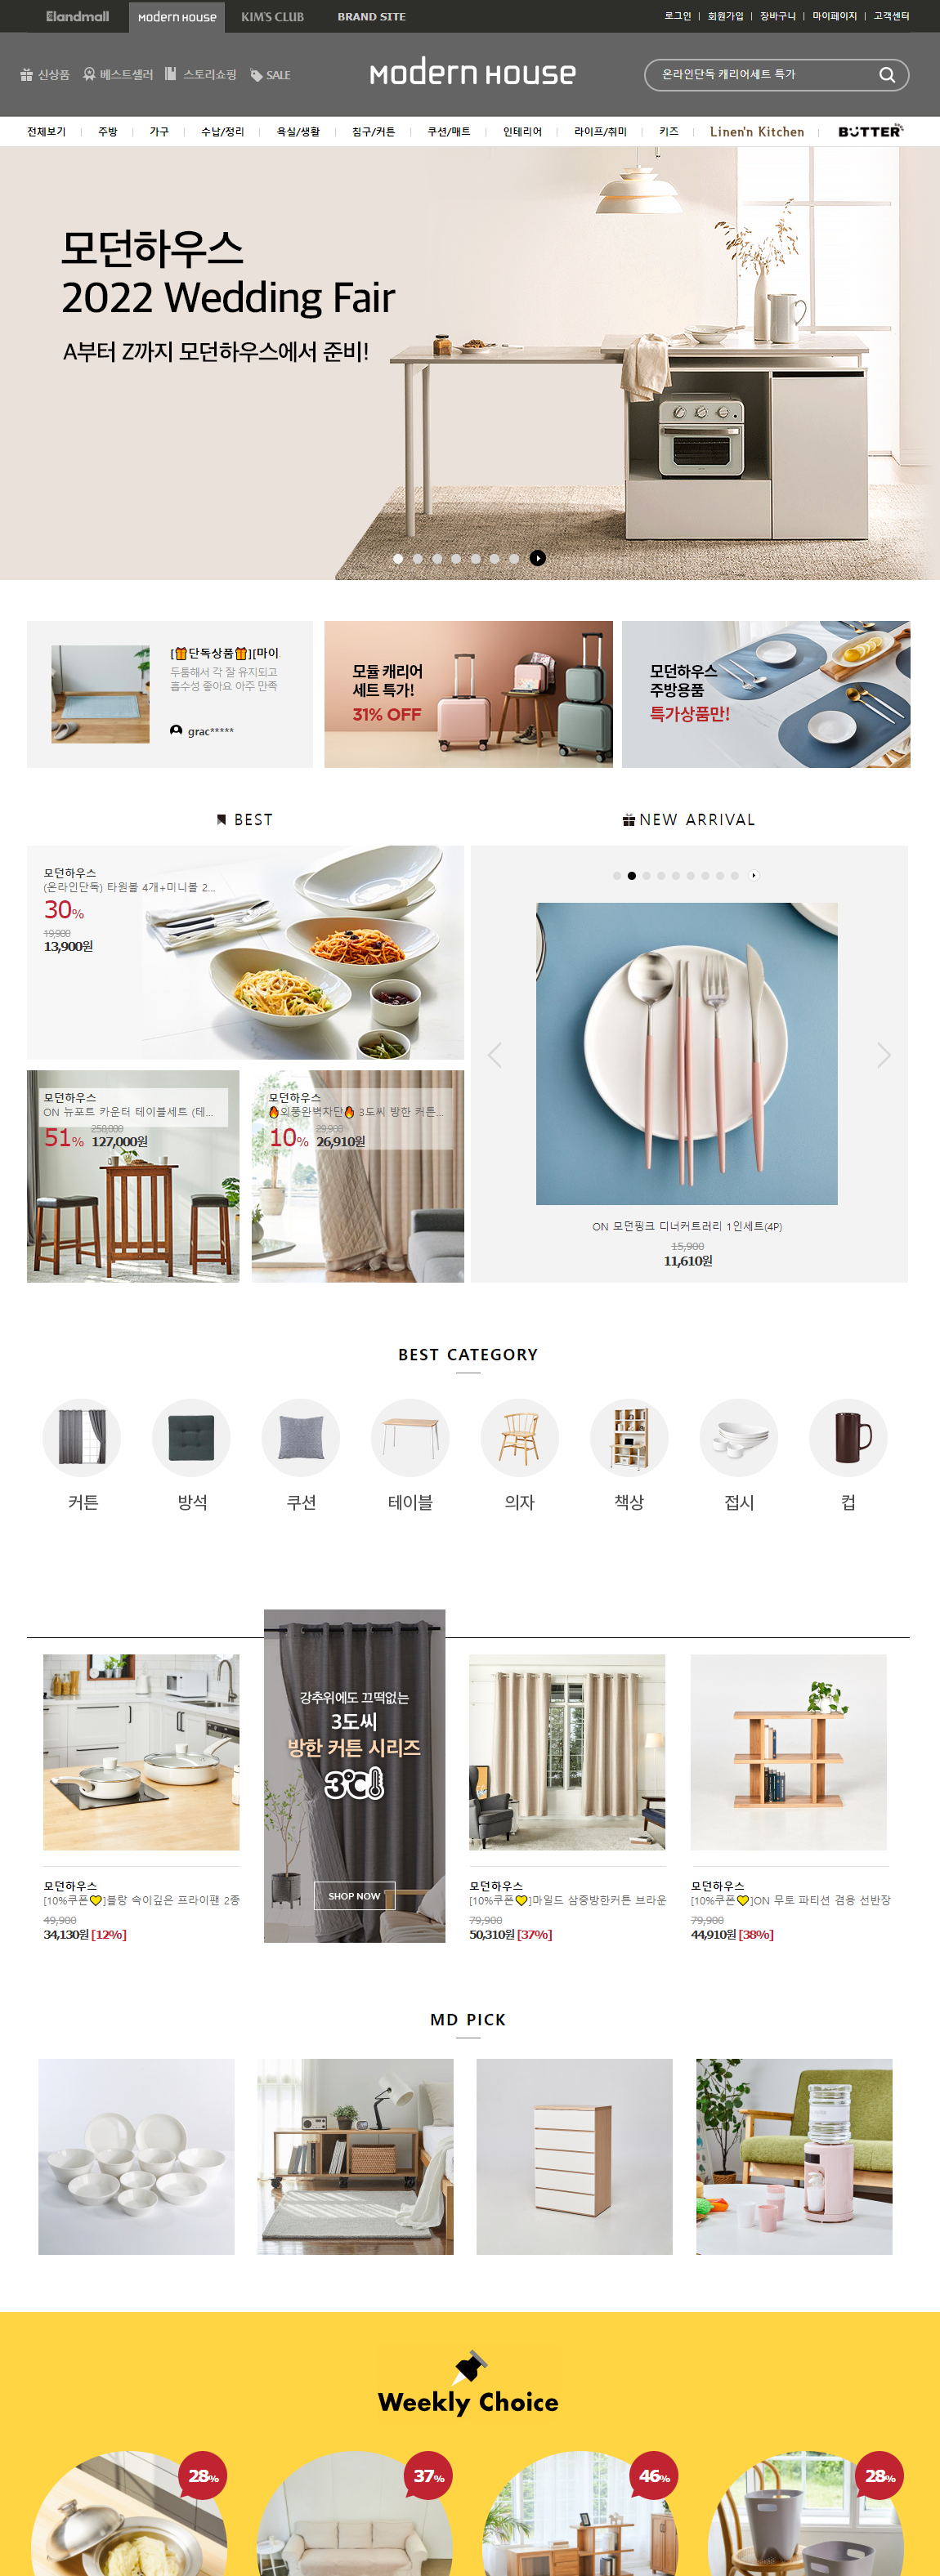 Elandmall
MODERN HOUSE
KIM'S CLUB
BRAND SITE
로그인
회원가입
장바구니
마이페이지
고객센터
신상품
베스트셀러
스토리쇼핑
SALE
MODERN HOUSE
온라인단독 캐리어세트 특가
전체보기
주방
가구
수납/정리
욕실/생활
침구/커튼
쿠션/매트
인테리어
라이프/취미
키즈
Linen'n Kitchen
BUTTER
모던하우스
2022 Wedding Fair
A부터 Z까지 모던하우스에서 준비!
[🎁단독상품🎁][마이
두툼해서 각 잘 유지되고
흡수성 좋아요 아주 만족
grac*****
모듈 캐리어
세트 특가!
31% OFF
모던하우스
주방용품
특가상품만!
BEST
NEW ARRIVAL
모던하우스
(온라인단독) 타원볼 4개+미니볼 2...
30%
19,900
13,900원
모던하우스
ON 뉴포트 카운터 테이블세트 (테...
51%
258,000
127,000원
모던하우스
🔥외풍완벽차단🔥 3도씨 방한 커튼...
10%
29,900
26,910원
ON 모던핑크 디너커트러리 1인세트(4P)
15,900
11,610원
BEST CATEGORY
커튼
방석
쿠션
테이블
의자
책상
접시
컵
강추위에도 끄떡없는
3도씨
방한 커튼 시리즈
3℃
SHOP NOW
모던하우스
[10%쿠폰💛]블랑 속이깊은 프라이팬 2종
49,900
34,130원 [12%]
모던하우스
[10%쿠폰💛]마일드 삼중방한커튼 브라운
79,900
50,310원 [37%]
모던하우스
[10%쿠폰💛]ON 무토 파티션 겸용 선반장
79,900
44,910원 [38%]
MD PICK
Weekly Choice
28%
37%
46%
28%